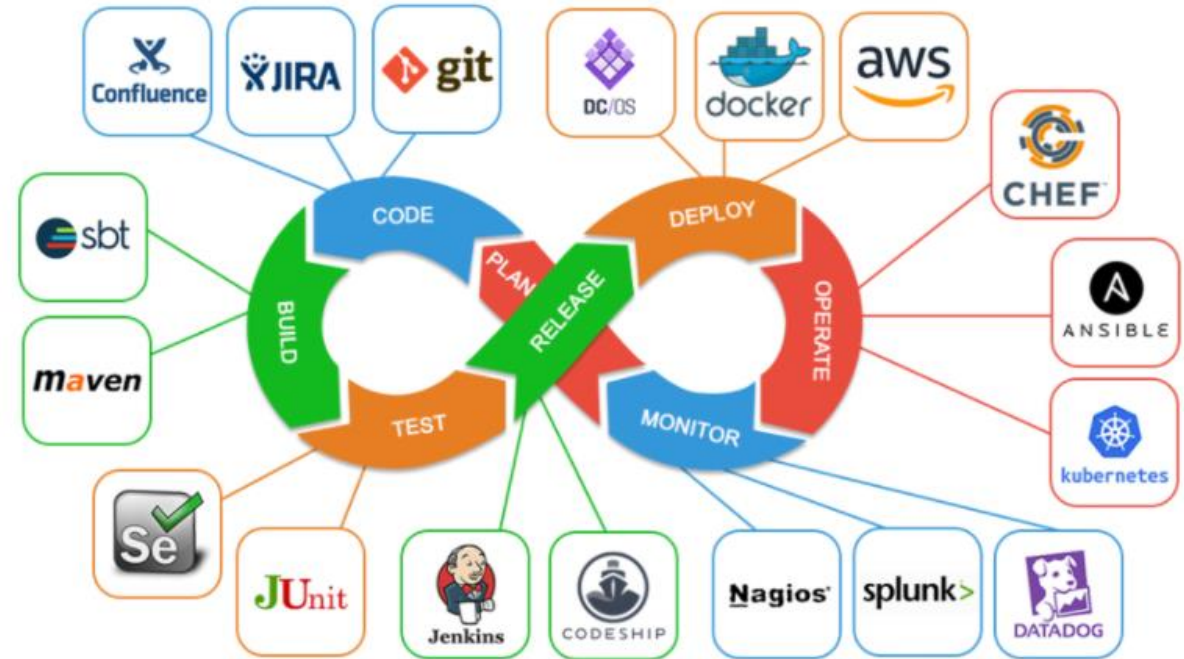 Confluence
JIRA
git
DC/OS
docker
aws
CHEF
sbt
CODE
DEPLOY
PLAN
RELEASE
BUILD
OPERATE
ANSIBLE
maven
TEST
MONITOR
kubernetes
Se
JUnit
Jenkins
CODESHIP
Nagios®
splunk>
DATADOG